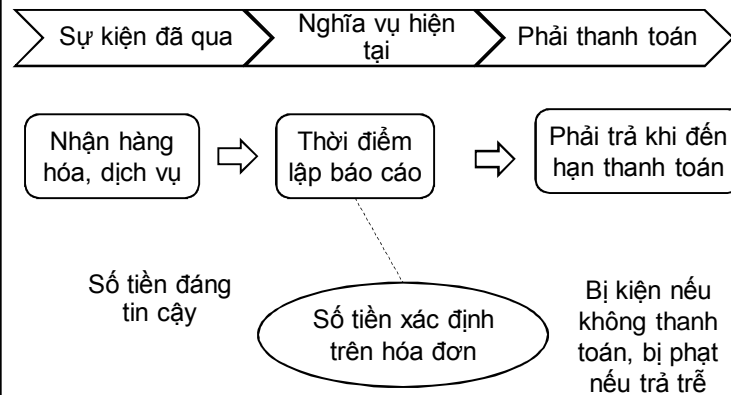 Sự kiện đã qua
Nghĩa vụ hiện
tại
Phải thanh toán
Nhận hàng
hóa, dịch vụ
Thời điểm
lập báo cáo
Phải trả khi đến
hạn thanh toán
Số tiền đáng
tin cậy
Số tiền xác định
trên hóa đơn
Bị kiện nếu
không thanh
toán, bị phạt
nếu trả trễ